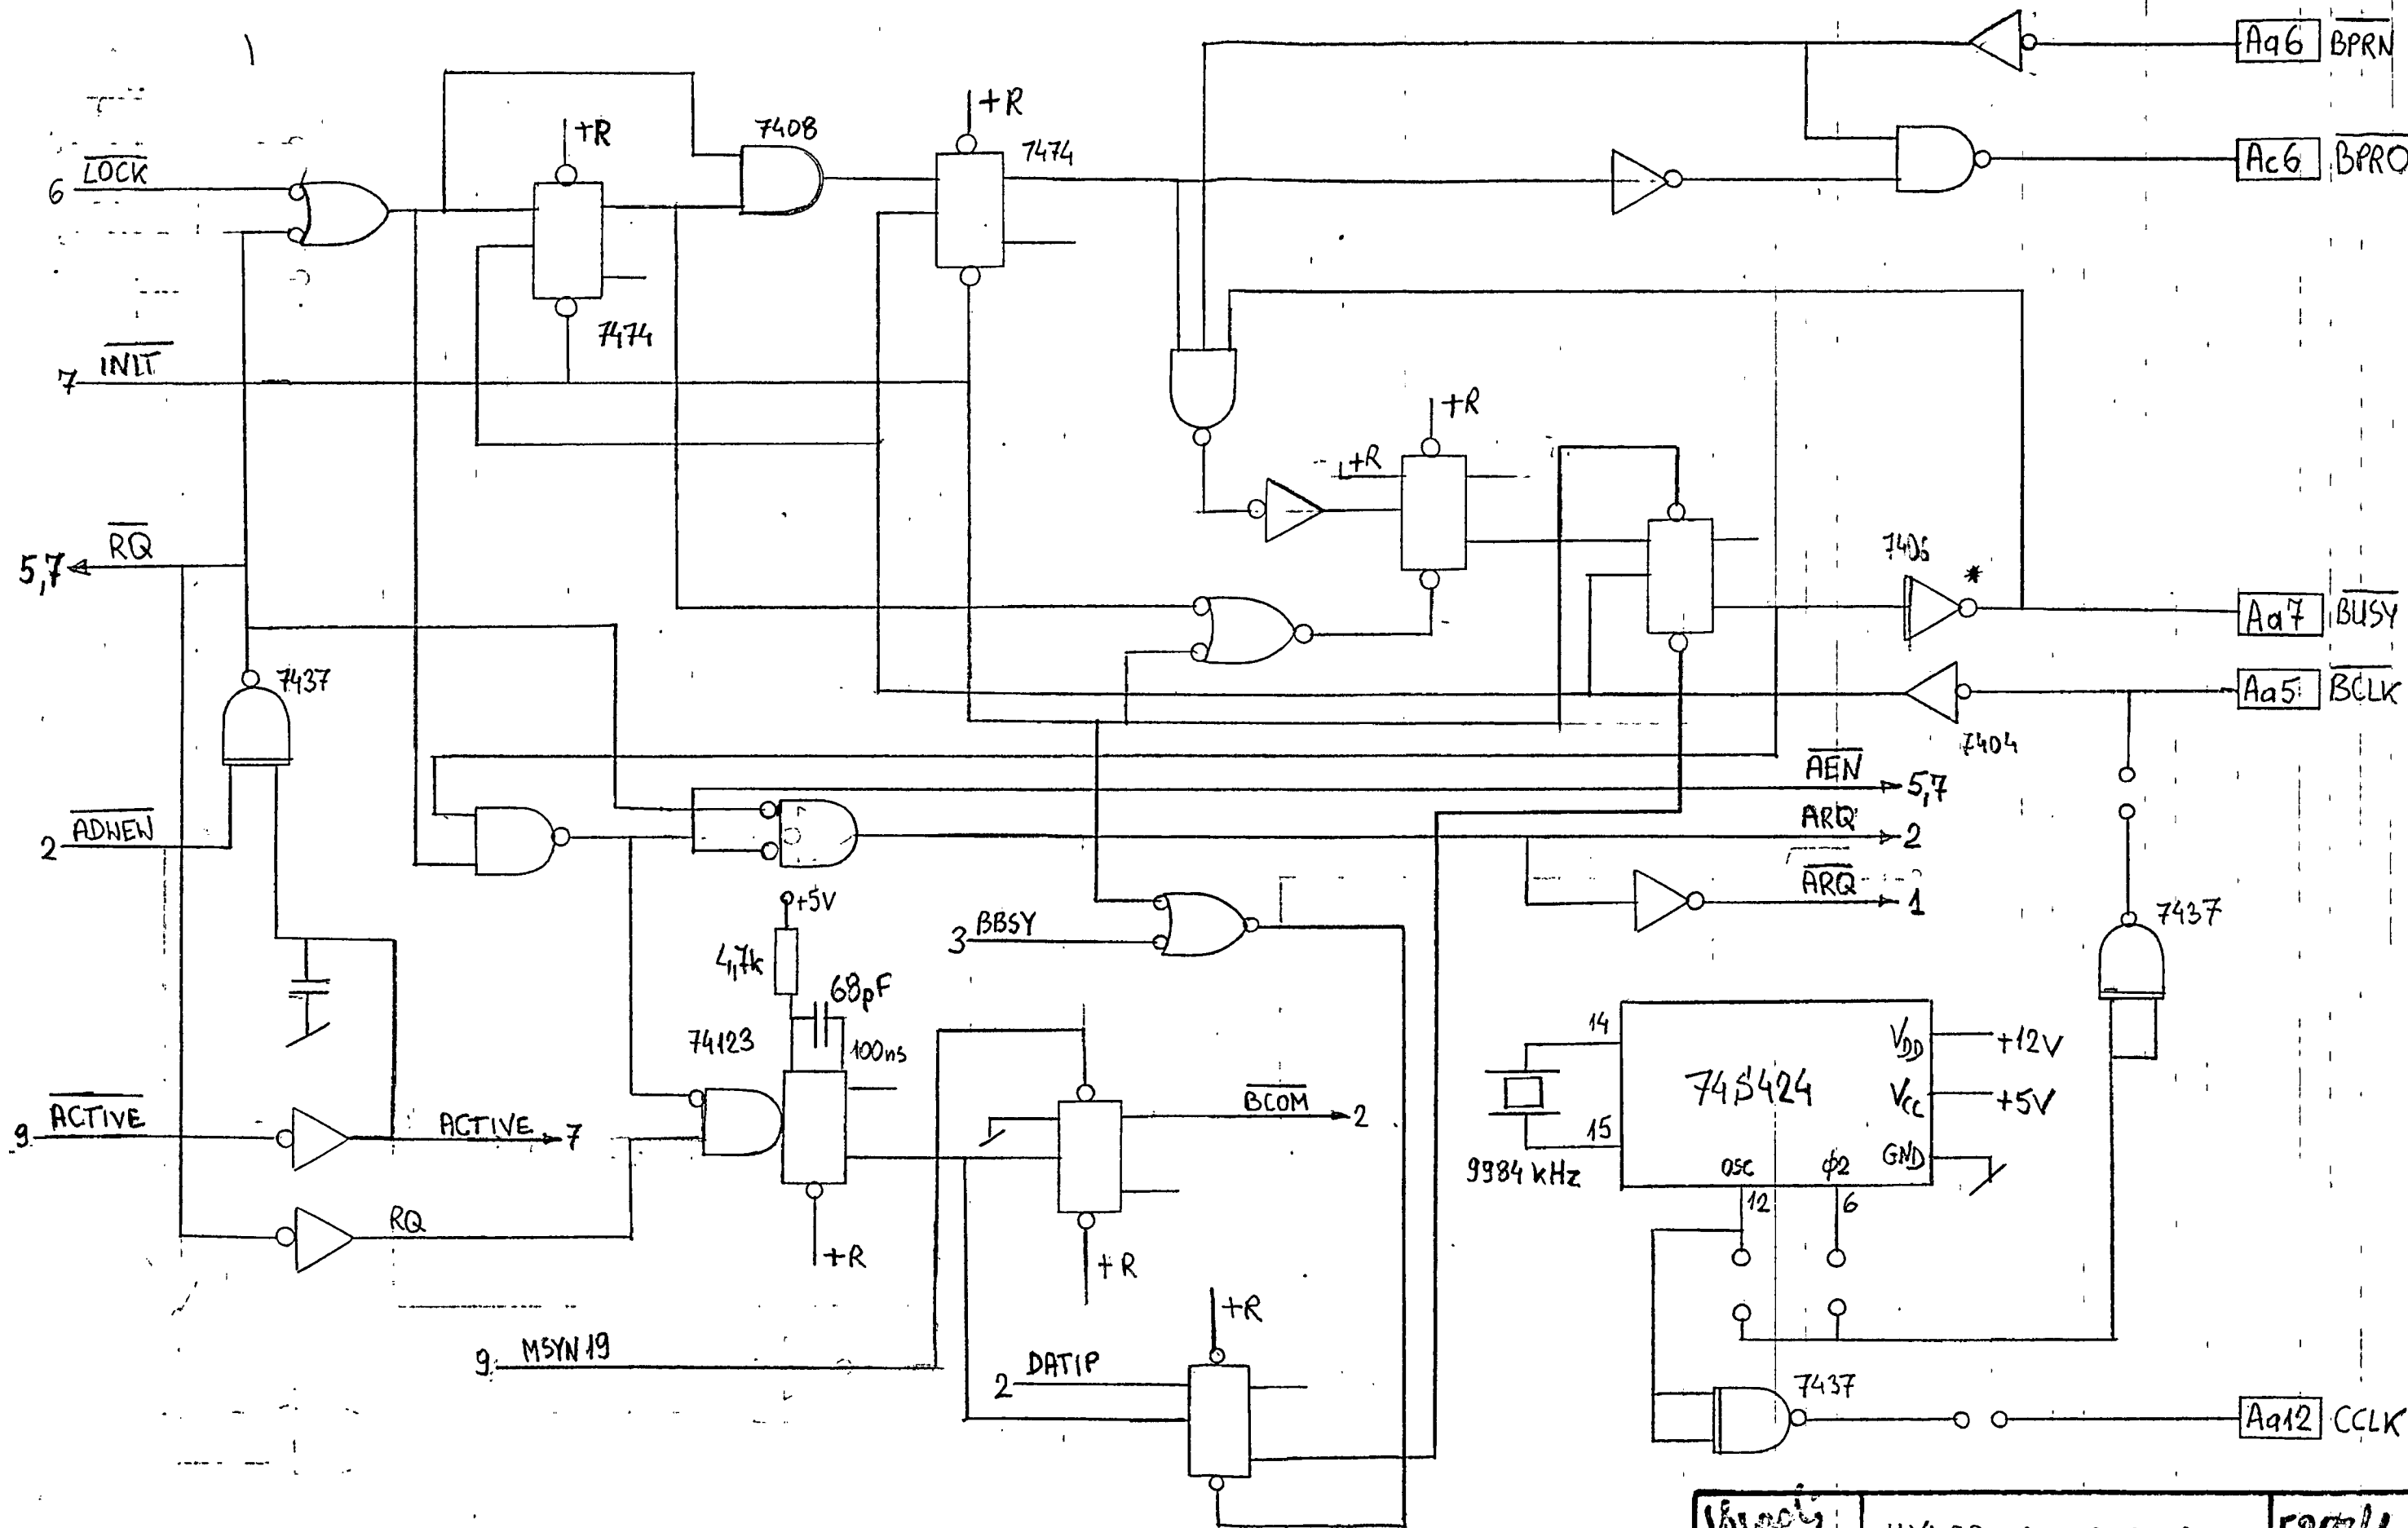 Aa6 BPRN
+R
7408
+R
7474
Ac6 BPRO
6 LOCK
7474
7 INIT
+R
+R
5,7 RQ
7406
*
Aa7 BUSY
7437
Aa5 BCLK
7404
AEN 5,7
2 ADNEW
ARQ 2
ARQ 1
+5V
3 BBSY
7437
4,7k
68pF
74123
100ns
14
VDD +12V
74S424
BCOM 2
VCC +5V
9 ACTIVE
ACTIVE 7
15
9984 kHz
OSC
ϕ2
GND
12
6
RQ
+R
+R
+R
9 MSYN19
2 DATIP
7437
Aa12 CCLK